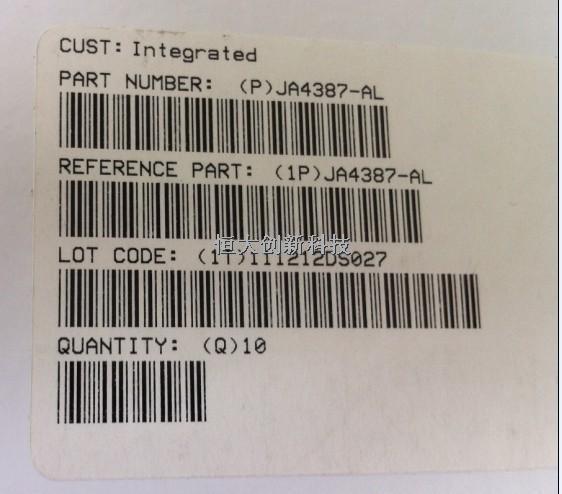 CUST: Integrated
PART NUMBER: (P)JA4387-AL
REFERENCE PART: (1P)JA4387-AL
恒大创新科技
LOT CODE: (1T)111212DS027
QUANTITY: (Q)10